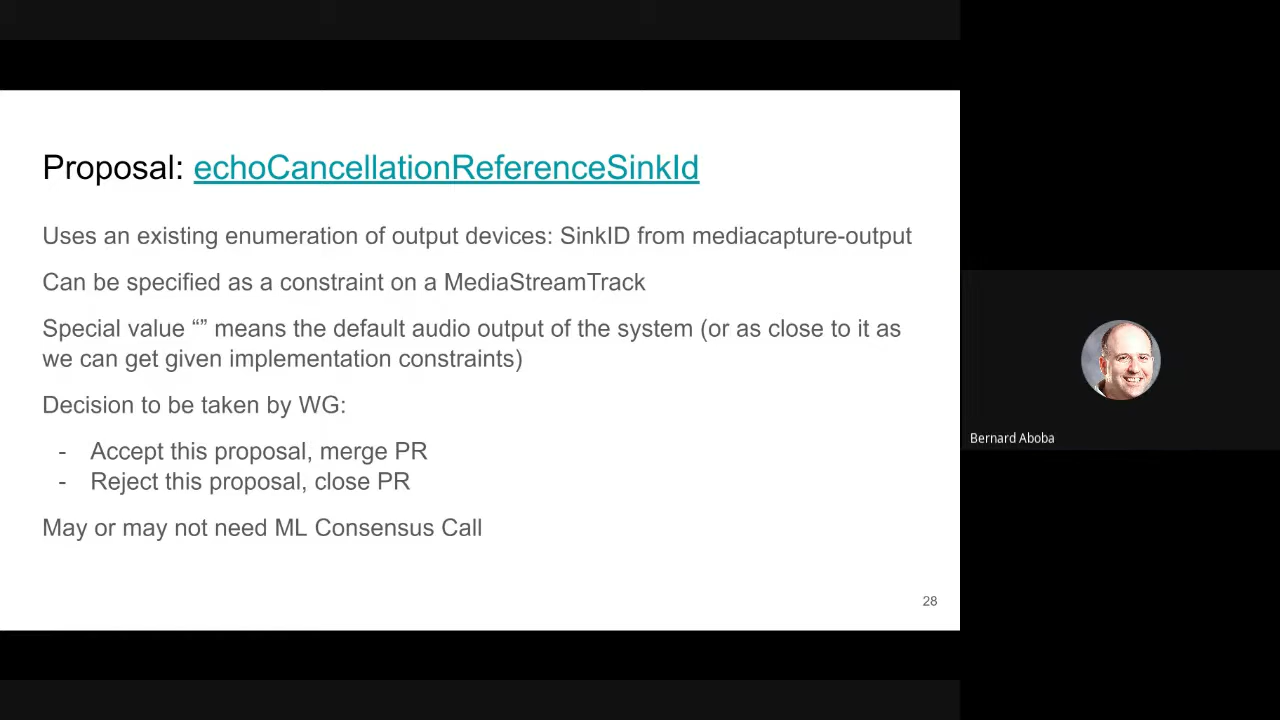 Proposal: echoCancellationReferenceSinkId
Uses an existing enumeration of output devices: SinkID from mediacapture-output
Can be specified as a constraint on a MediaStreamTrack
Special value “” means the default audio output of the system (or as close to it as
we can get given implementation constraints)
Decision to be taken by WG:
- Accept this proposal, merge PR
- Reject this proposal, close PR
May or may not need ML Consensus Call
28
Bernard Aboba